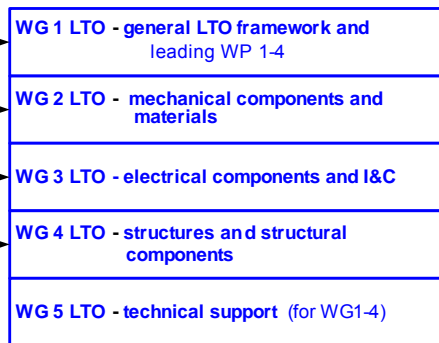 WG 1 LTO - general LTO framework and
leading WP 1-4
WG 2 LTO - mechanical components and
materials
WG 3 LTO - electrical components and I&C
WG 4 LTO - structures and structural
components
WG 5 LTO - technical support (for WG1-4)